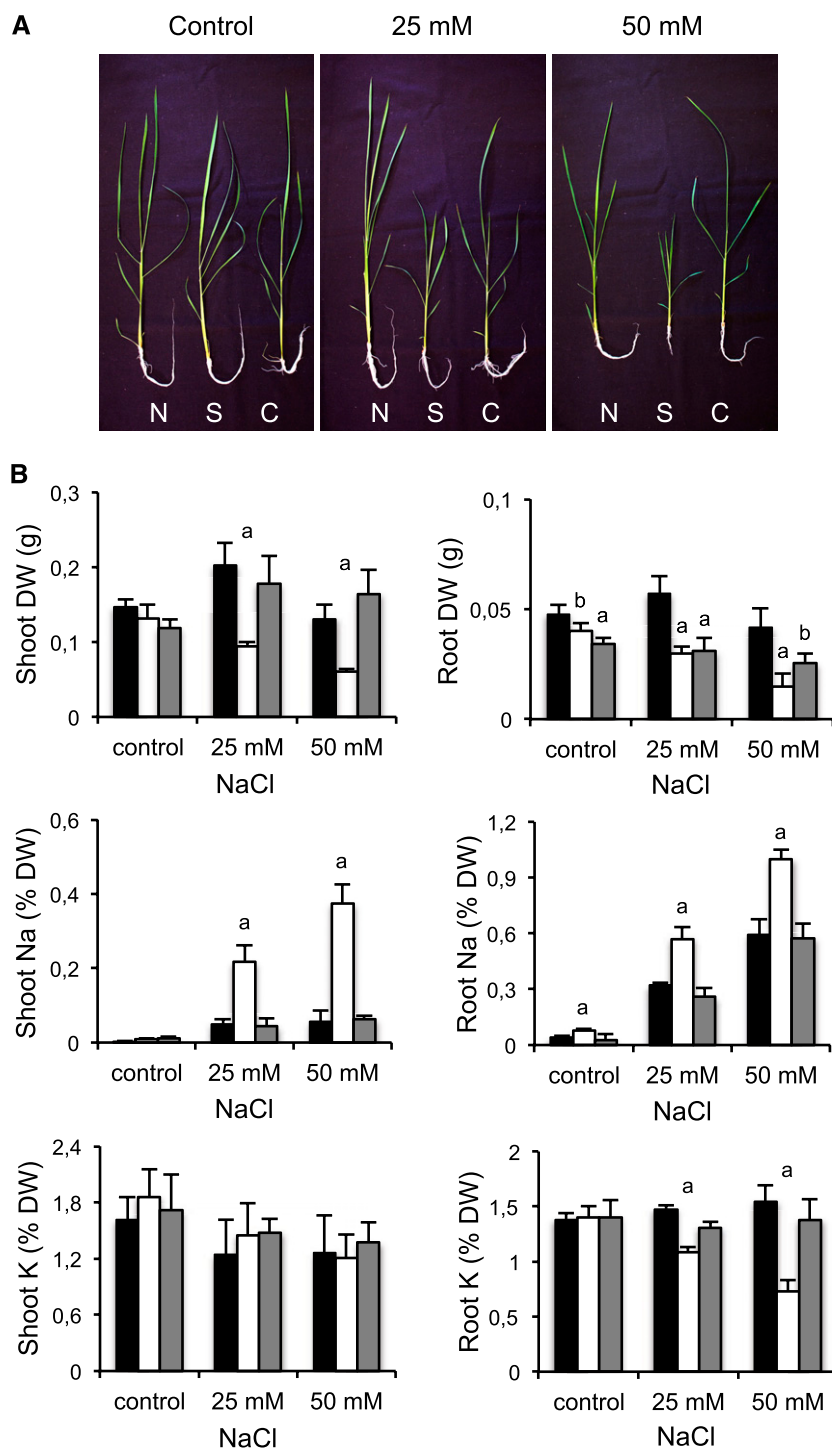 A
Control 25 mM 50 mM
N S C N S C N S C
B
0,3
0,2
0,1
0
Shoot DW (g)
a
a
control 25 mM 50 mM
NaCl
0,1
0,05
0
Root DW (g)
b a
a a
a b
control 25 mM 50 mM
NaCl
0,6
0,4
0,2
0
Shoot Na (% DW)
a
a
control 25 mM 50 mM
NaCl
1,2
0,9
0,6
0,3
0
Root Na (% DW)
a
a
a
control 25 mM 50 mM
NaCl
2,4
1,8
1,2
0,6
0
Shoot K (% DW)
control 25 mM 50 mM
NaCl
2
1,5
1
0,5
0
Root K (% DW)
a
a
control 25 mM 50 mM
NaCl